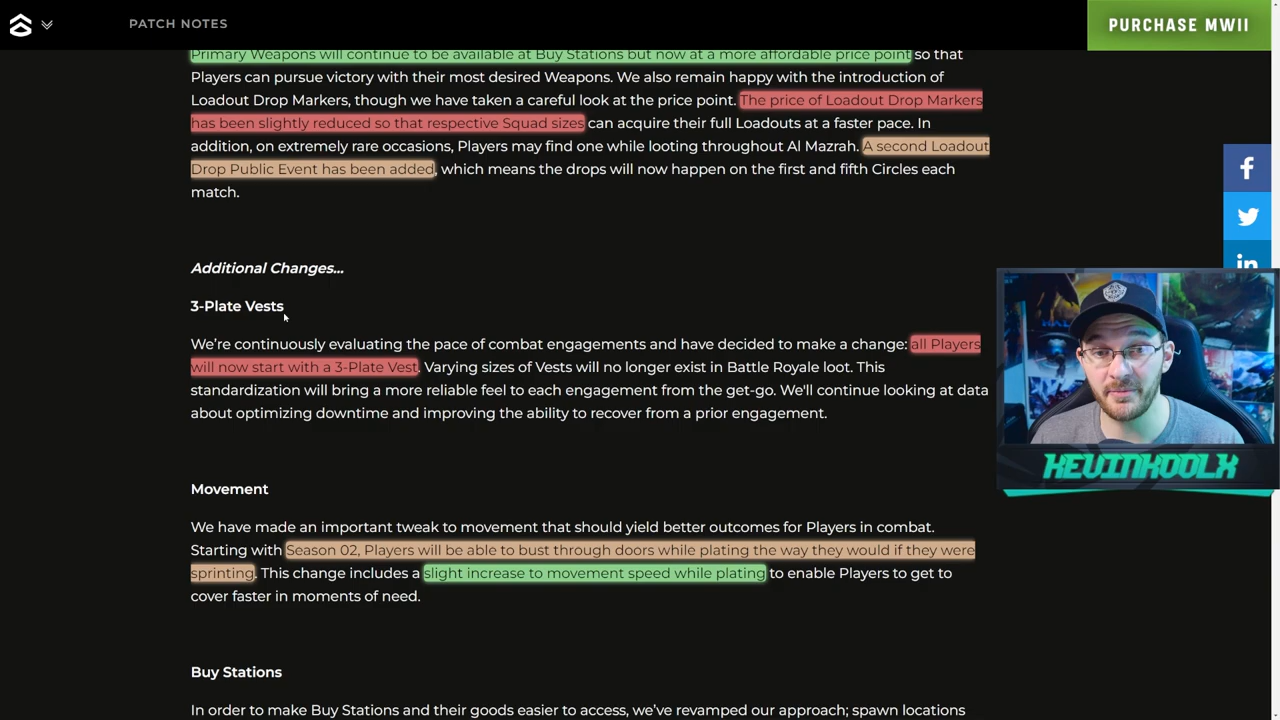 PATCH NOTES
PURCHASE MWII
Primary Weapons will continue to be available at Buy Stations but now at a more affordable price point so that
Players can pursue victory with their most desired Weapons. We also remain happy with the introduction of
Loadout Drop Markers, though we have taken a careful look at the price point. The price of Loadout Drop Markers
has been slightly reduced so that respective Squad sizes can acquire their full Loadouts at a faster pace. In
addition, on extremely rare occasions, Players may find one while looting throughout Al Mazrah. A second Loadout
Drop Public Event has been added, which means the drops will now happen on the first and fifth Circles each
match.
Additional Changes...
3-Plate Vests
We're continuously evaluating the pace of combat engagements and have decided to make a change: all Players
will now start with a 3-Plate Vest. Varying sizes of Vests will no longer exist in Battle Royale loot. This
standardization will bring a more reliable feel to each engagement from the get-go. We'll continue looking at data
about optimizing downtime and improving the ability to recover from a prior engagement.
Movement
We have made an important tweak to movement that should yield better outcomes for Players in combat.
Starting with Season 02, Players will be able to bust through doors while plating the way they would if they were
sprinting. This change includes a slight increase to movement speed while plating to enable Players to get to
cover faster in moments of need.
Buy Stations
In order to make Buy Stations and their goods easier to access, we've revamped our approach; spawn locations
f
in
KEVINKOOLX